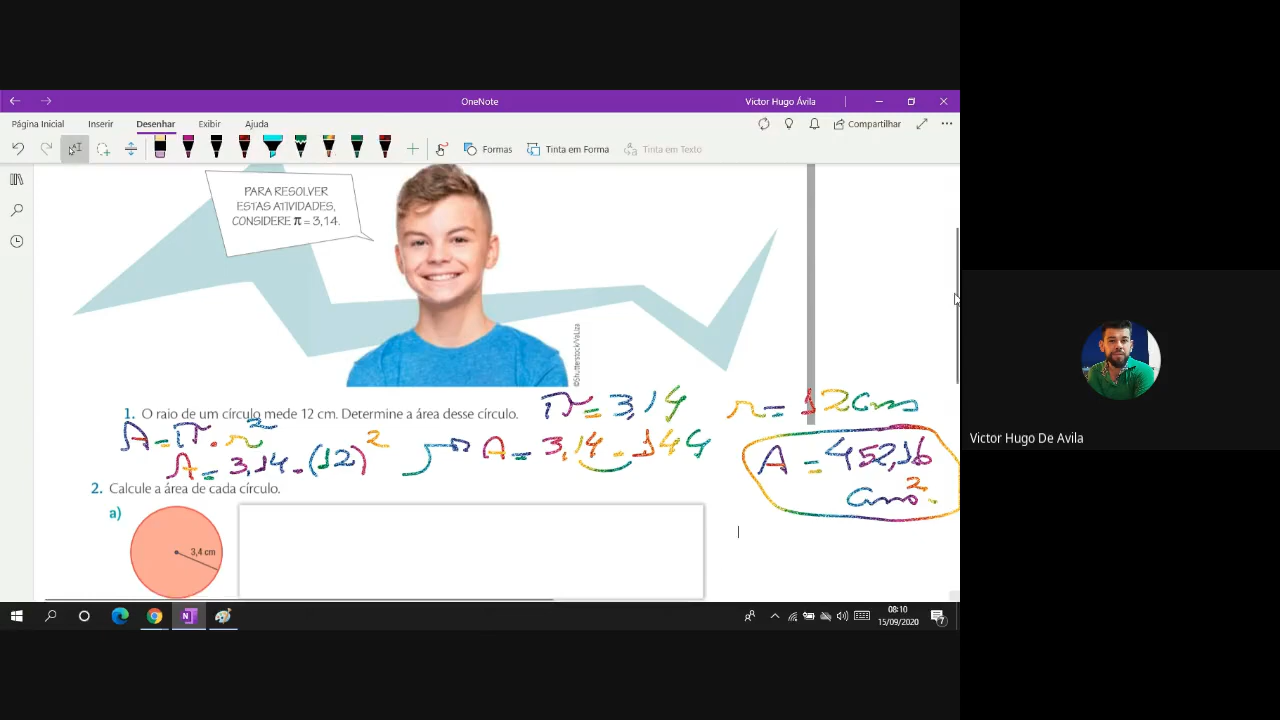 OneNote
Victor Hugo Ávila
Página Inicial Inserir Desenhar Exibir Ajuda Compartilhar
Formas Tinta em Forma Tinta em Texto
PARA RESOLVER
ESTAS ATIVIDADES,
CONSIDERE π = 3,14.
©Shutterstock/VaLiza
1. O raio de um círculo mede 12 cm. Determine a área desse círculo. π = 3,14 r = 12cm
A = π · r²
A = 3,14 · (12)² A = 3,14 · 144 A = 452,16
cm².
2. Calcule a área de cada círculo.
a)
3,4 cm
Victor Hugo De Avila
08:10
15/09/2020
7